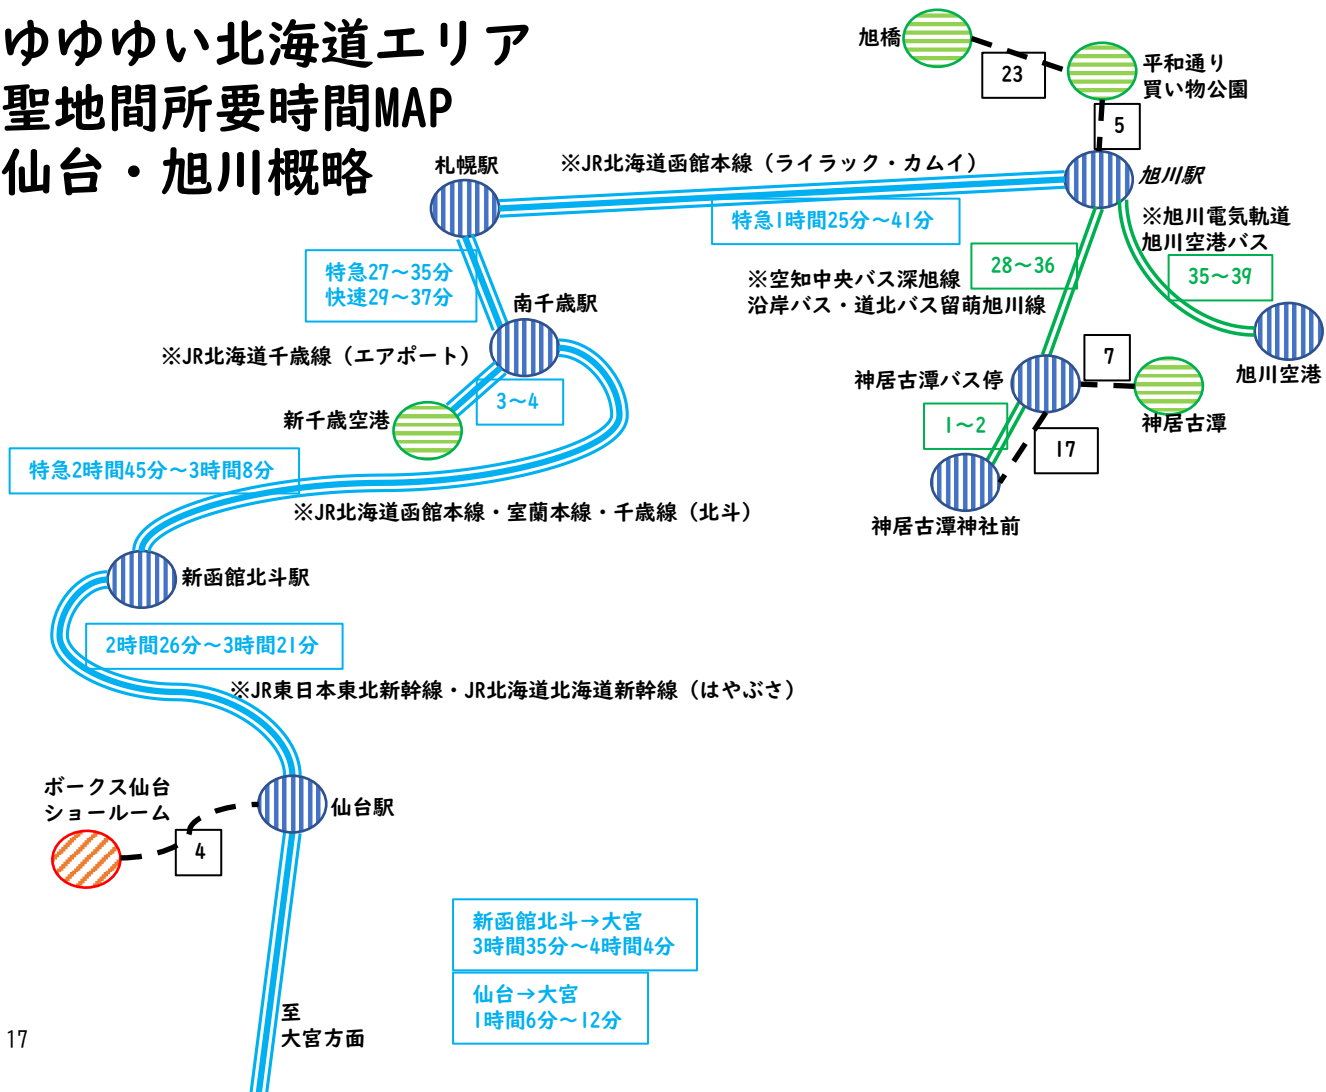 ゆゆゆい北海道エリア
聖地間所要時間MAP
仙台・旭川概略
旭橋
23
平和通り
買い物公園
5
札幌駅
※JR北海道函館本線（ライラック・カムイ）
旭川駅
特急1時間25分～41分
※旭川電気軌道
旭川空港バス
特急27～35分
快速29～37分
28～36
35～39
※空知中央バス深旭線
沿岸バス・道北バス留萌旭川線
南千歳駅
※JR北海道千歳線（エアポート）
7
旭川空港
神居古潭バス停
3～4
新千歳空港
1～2
神居古潭
17
特急2時間45分～3時間8分
※JR北海道函館本線・室蘭本線・千歳線（北斗）
神居古潭神社前
新函館北斗駅
2時間26分～3時間21分
※JR東日本東北新幹線・JR北海道北海道新幹線（はやぶさ）
ボークス仙台
ショールーム
仙台駅
4
新函館北斗→大宮
3時間35分～4時間4分
仙台→大宮
1時間6分～12分
至
大宮方面
17